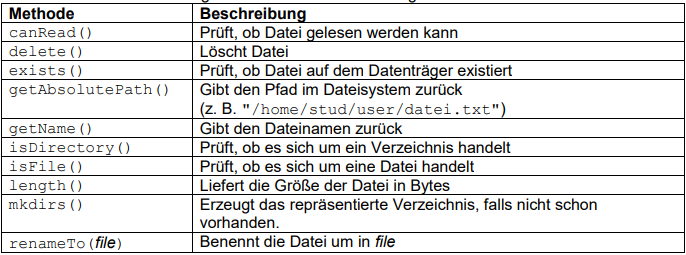 Methode Beschreibung
canRead() Prüft, ob Datei gelesen werden kann
delete() Löscht Datei
exists() Prüft, ob Datei auf dem Datenträger existiert
getAbsolutePath() Gibt den Pfad im Dateisystem zurück
(z. B. "/home/stud/user/datei.txt")
getName() Gibt den Dateinamen zurück
isDirectory() Prüft, ob es sich um ein Verzeichnis handelt
isFile() Prüft, ob es sich um eine Datei handelt
length() Liefert die Größe der Datei in Bytes
mkdirs() Erzeugt das repräsentierte Verzeichnis, falls nicht schon
vorhanden.
renameTo(file) Benennt die Datei um in file